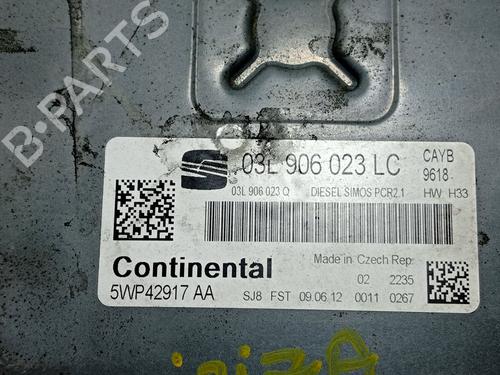 B-PARTS
03L 906 023 LC
CAYB
9618
03L 906 023 Q
DIESEL SIMOS PCR2.1
HW H33
Continental
Made in Czech Rep.
02 2235
5WP42917 AA
SJ8 FST 09.06.12 0011 0267
ibizA